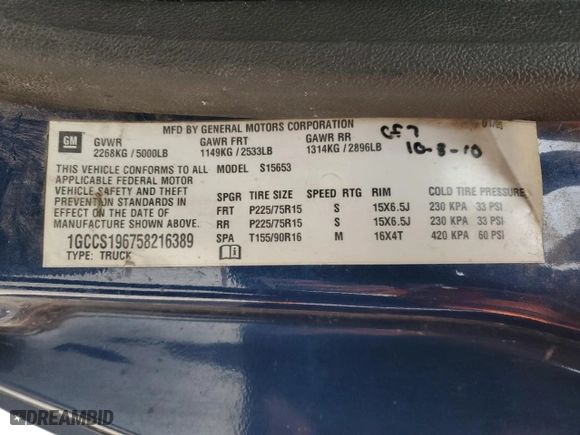 MFD BY GENERAL MOTORS CORPORATION 01/05
GM
GVWR GAWR FRT GAWR RR
2268KG / 5000LB 1149KG / 2533LB 1314KG / 2896LB
10-8-10
THIS VEHICLE CONFORMS TO ALL
APPLICABLE FEDERAL MOTOR
VEHICLE SAFETY AND THEFT
PREVENTION STANDARDS IN
EFFECT ON THE DATE OF
MANUFACTURE SHOWN ABOVE.
1GCCS196758216389
TYPE: TRUCK
MODEL S15653
SPGR TIRE SIZE SPEED RTG RIM COLD TIRE PRESSURE
FRT P225/75R15 S 15X6.5J 230 KPA 33 PSI
RR P225/75R15 S 15X6.5J 230 KPA 33 PSI
SPA T155/90R16 M 16X4T 420 KPA 60 PSI
DREAMBID